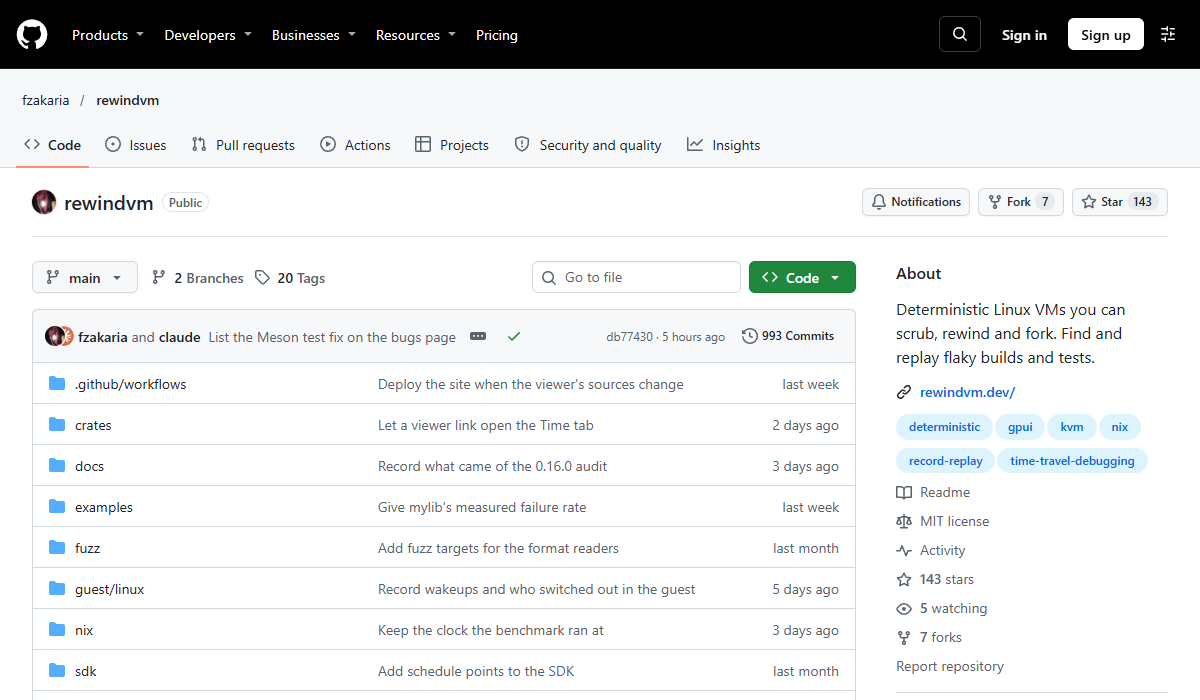 Products Developers Businesses Resources Pricing Sign in Sign up
fzakaria / rewindvm
Code Issues Pull requests Actions Projects Security and quality Insights
rewindvm Public Notifications Fork 7 Star 143
main 2 Branches 20 Tags Go to file Code
fzakaria and claude List the Meson test fix on the bugs page db77430 · 5 hours ago 993 Commits
.github/workflows Deploy the site when the viewer's sources change last week
crates Let a viewer link open the Time tab 2 days ago
docs Record what came of the 0.16.0 audit 3 days ago
examples Give mylib's measured failure rate last week
fuzz Add fuzz targets for the format readers last month
guest/linux Record wakeups and who switched out in the guest 5 days ago
nix Keep the clock the benchmark ran at 3 days ago
sdk Add schedule points to the SDK last month
About
Deterministic Linux VMs you can
scrub, rewind and fork. Find and
replay flaky builds and tests.
rewindvm.dev/
deterministic gpui kvm nix
record-replay time-travel-debugging
Readme
MIT license
Activity
143 stars
5 watching
7 forks
Report repository